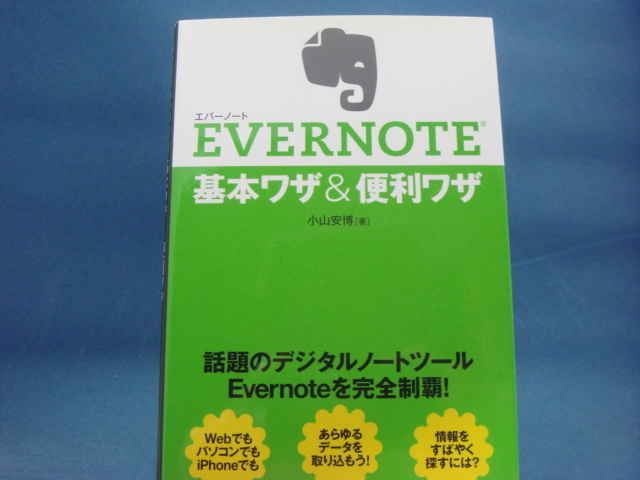 エバーノート
EVERNOTE®
基本ワザ&便利ワザ
小山安博[著]
話題のデジタルノートツール
Evernoteを完全制覇!
Webでも
パソコンでも
iPhoneでも
あらゆる
データを
取り込もう!
情報を
すばやく
探すには?